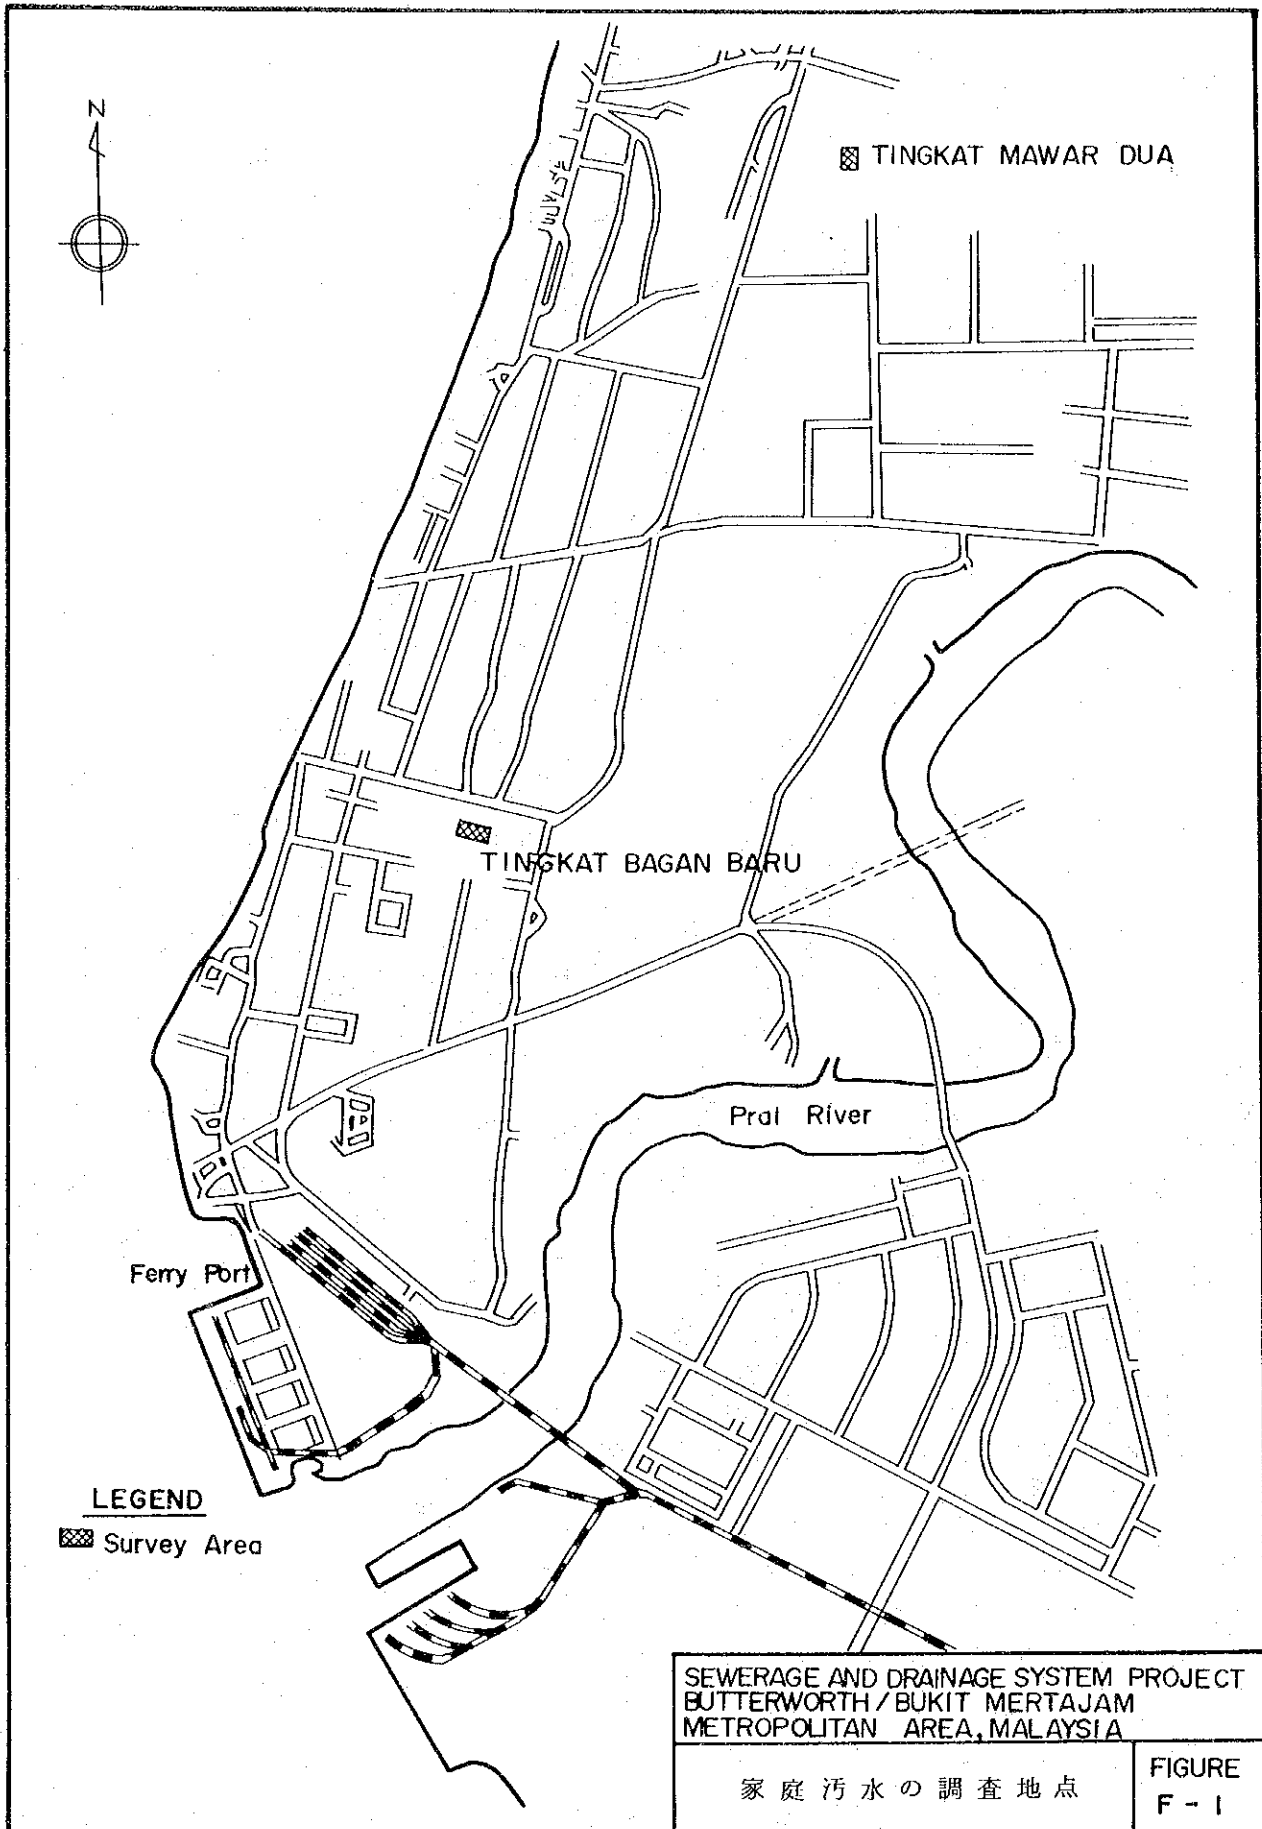 N
TINGKAT MAWAR DUA
TINGKAT BAGAN BARU
Prai River
Ferry Port
LEGEND
Survey Area
SEWERAGE AND DRAINAGE SYSTEM PROJECT
BUTTERWORTH / BUKIT MERTAJAM
METROPOLITAN AREA, MALAYSIA
家庭汚水の調査地点
FIGURE
F - 1